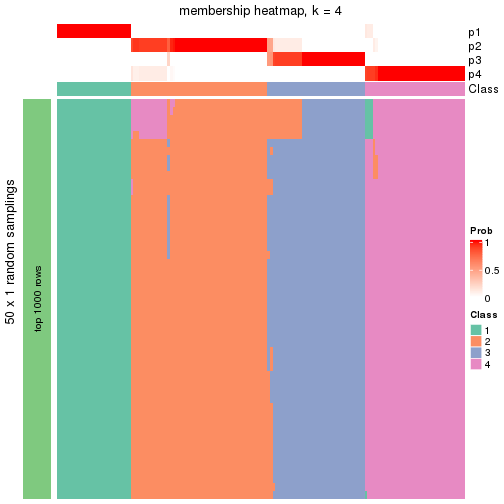 membership heatmap, k = 4
p1
p2
p3
p4
Class
50 x 1 random samplings
top 1000 rows
Prob
1
0.5
0
Class
1
2
3
4